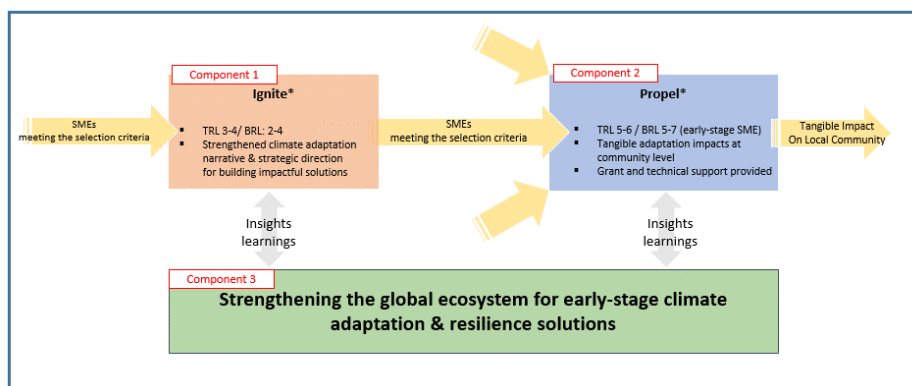 Component 1
Ignite*
▪ TRL 3-4/ BRL: 2-4
▪ Strengthened climate adaptation
narrative & strategic direction
for building impactful solutions
SMEs
meeting the selection criteria
SMEs
meeting the selection criteria
Component 2
Propel*
▪ TRL 5-6 / BRL 5-7 (early-stage SME)
▪ Tangible adaptation impacts at
community level
▪ Grant and technical support provided
Tangible Impact
On Local Community
Insights
learnings
Insights
learnings
Component 3
Strengthening the global ecosystem for early-stage climate
adaptation & resilience solutions